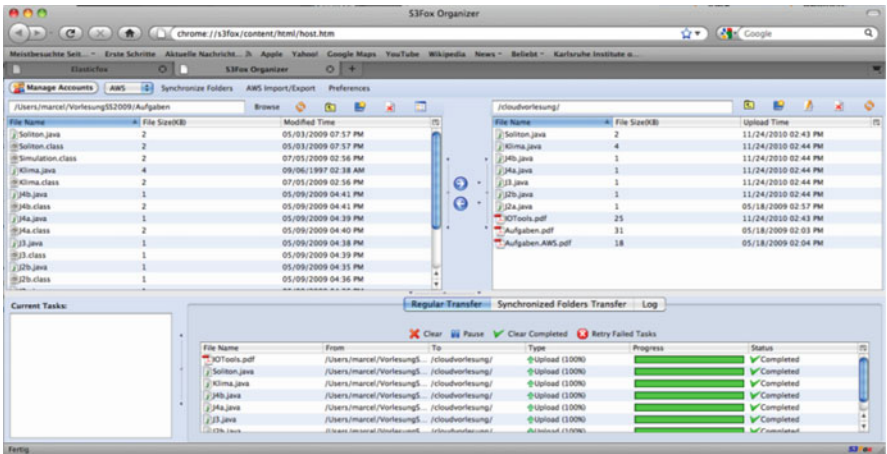 S3Fox Organizer
chrome://s3fox/content/html/host.htm
Google
Meistbesuchte Seit... Erste Schritte Aktuelle Nachricht... Apple Yahoo! Google Maps YouTube Wikipedia News Beliebt Karlsruhe Institute o...
Elasticfox S3Fox Organizer
Manage Accounts AWS Synchronize Folders AWS Import/Export Preferences
/Users/marcel/VorlesungSS2009/Aufgaben Browse
File Name File Size(KB) Modified Time
Soliton.java 2 05/03/2009 07:57 PM
Soliton.class 2 05/03/2009 07:57 PM
Simulation.class 2 07/05/2009 02:56 PM
Klima.java 4 09/06/1997 02:38 AM
Klima.class 2 07/05/2009 02:56 PM
J4b.java 1 05/09/2009 04:41 PM
J4b.class 2 05/09/2009 04:41 PM
J4a.java 1 05/09/2009 04:39 PM
J4a.class 2 05/09/2009 04:40 PM
J3.java 1 05/09/2009 04:38 PM
J3.class 1 05/09/2009 04:39 PM
J2b.java 1 05/09/2009 04:35 PM
J2b.class 1 05/09/2009 04:36 PM
/cloudvorlesung/
File Name File Size(KB) Upload Time
Soliton.java 2 11/24/2010 02:43 PM
Klima.java 4 11/24/2010 02:44 PM
J4b.java 1 11/24/2010 02:44 PM
J4a.java 1 11/24/2010 02:44 PM
J3.java 1 11/24/2010 02:44 PM
J2b.java 1 11/24/2010 02:44 PM
J2a.java 1 05/18/2009 02:57 PM
IOTools.pdf 25 11/24/2010 02:43 PM
Aufgaben.pdf 31 05/18/2009 02:03 PM
Aufgaben.AWS.pdf 18 05/18/2009 02:04 PM
Current Tasks:
Regular Transfer Synchronized Folders Transfer Log
Clear Pause Clear Completed Retry Failed Tasks
File Name From To Type Progress Status
IOTools.pdf /Users/marcel/VorlesungS... /cloudvorlesung/ Upload (100%) Completed
Soliton.java /Users/marcel/VorlesungS... /cloudvorlesung/ Upload (100%) Completed
Klima.java /Users/marcel/VorlesungS... /cloudvorlesung/ Upload (100%) Completed
J4b.java /Users/marcel/VorlesungS... /cloudvorlesung/ Upload (100%) Completed
J4a.java /Users/marcel/VorlesungS... /cloudvorlesung/ Upload (100%) Completed
J3.java /Users/marcel/VorlesungS... /cloudvorlesung/ Upload (100%) Completed
J2b.java /Users/marcel/VorlesungS... /cloudvorlesung/ Upload (100%) Completed
Fertig